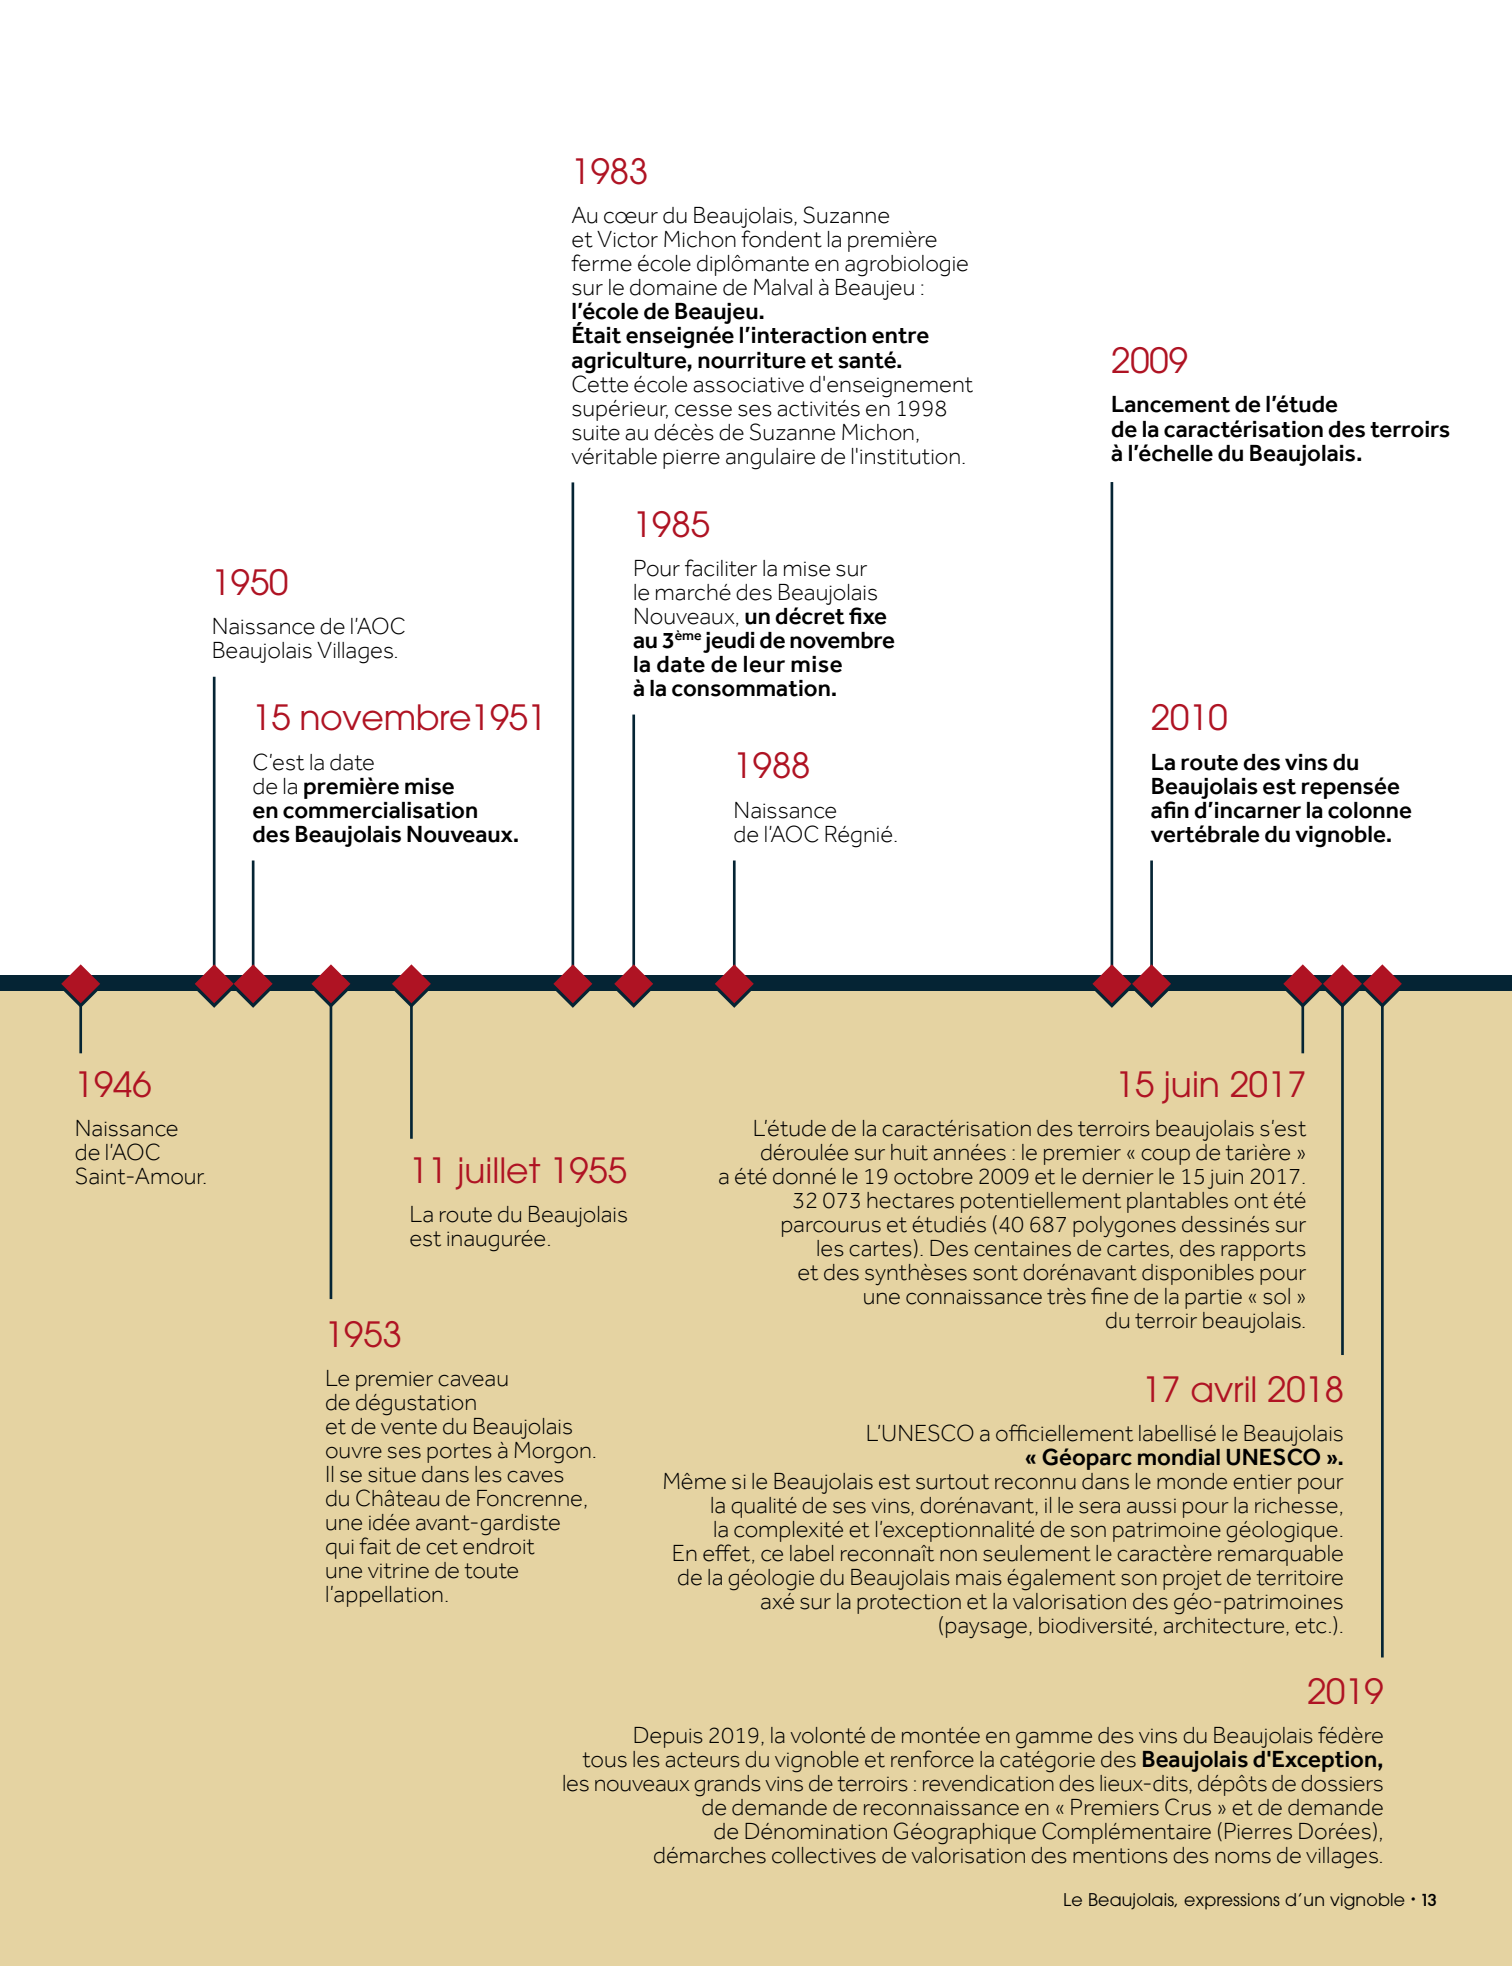 1983
Au cœur du Beaujolais, Suzanne
et Victor Michon fondent la première
ferme école diplômante en agrobiologie
sur le domaine de Malval à Beaujeu :
l'école de Beaujeu.
Était enseignée l'interaction entre
agriculture, nourriture et santé.
Cette école associative d'enseignement
supérieur, cesse ses activités en 1998
suite au décès de Suzanne Michon,
véritable pierre angulaire de l'institution.
2009
Lancement de l'étude
de la caractérisation des terroirs
à l'échelle du Beaujolais.
1985
Pour faciliter la mise sur
le marché des Beaujolais
Nouveaux, un décret fixe
au 3ème jeudi de novembre
la date de leur mise
à la consommation.
1950
Naissance de l'AOC
Beaujolais Villages.
15 novembre1951
C'est la date
de la première mise
en commercialisation
des Beaujolais Nouveaux.
1988
Naissance
de l'AOC Régnié.
2010
La route des vins du
Beaujolais est repensée
afin d'incarner la colonne
vertébrale du vignoble.
1946
Naissance
de l'AOC
Saint-Amour.
11 juillet 1955
La route du Beaujolais
est inaugurée.
1953
Le premier caveau
de dégustation
et de vente du Beaujolais
ouvre ses portes à Morgon.
Il se situe dans les caves
du Château de Foncrenne,
une idée avant-gardiste
qui fait de cet endroit
une vitrine de toute
l'appellation.
15 juin 2017
L'étude de la caractérisation des terroirs beaujolais s'est
déroulée sur huit années : le premier « coup de tarière »
a été donné le 19 octobre 2009 et le dernier le 15 juin 2017.
32 073 hectares potentiellement plantables ont été
parcourus et étudiés (40 687 polygones dessinés sur
les cartes). Des centaines de cartes, des rapports
et des synthèses sont dorénavant disponibles pour
une connaissance très fine de la partie « sol »
du terroir beaujolais.
17 avril 2018
L'UNESCO a officiellement labellisé le Beaujolais
« Géoparc mondial UNESCO ».
Même si le Beaujolais est surtout reconnu dans le monde entier pour
la qualité de ses vins, dorénavant, il le sera aussi pour la richesse,
la complexité et l'exceptionnalité de son patrimoine géologique.
En effet, ce label reconnaît non seulement le caractère remarquable
de la géologie du Beaujolais mais également son projet de territoire
axé sur la protection et la valorisation des géo-patrimoines
(paysage, biodiversité, architecture, etc.).
2019
Depuis 2019, la volonté de montée en gamme des vins du Beaujolais fédère
tous les acteurs du vignoble et renforce la catégorie des Beaujolais d'Exception,
les nouveaux grands vins de terroirs : revendication des lieux-dits, dépôts de dossiers
de demande de reconnaissance en « Premiers Crus » et de demande
de Dénomination Géographique Complémentaire (Pierres Dorées),
démarches collectives de valorisation des mentions des noms de villages.
Le Beaujolais, expressions d'un vignoble • 13